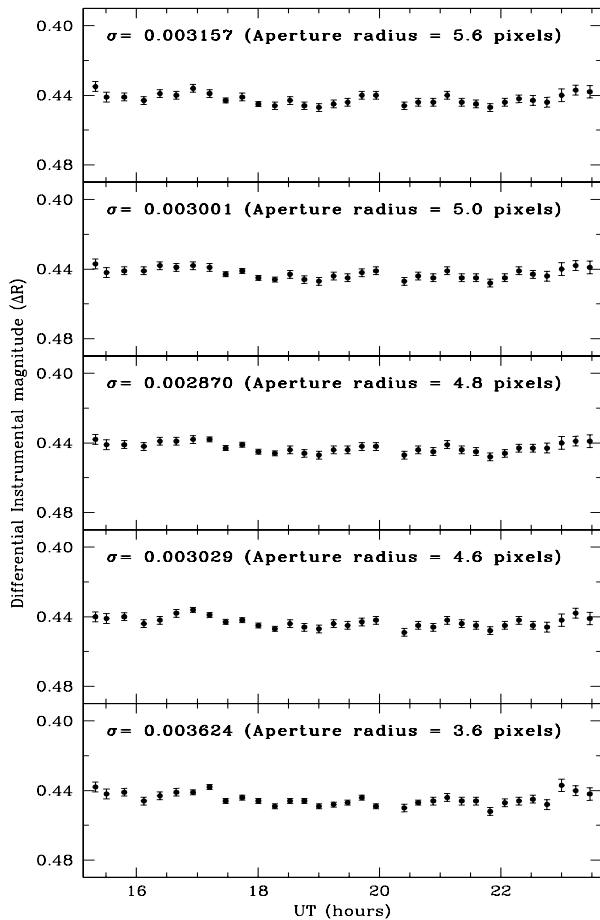 0.40
σ= 0.003157 (Aperture radius = 5.6 pixels)
0.44
0.48
0.40
σ= 0.003001 (Aperture radius = 5.0 pixels)
0.44
0.48
0.40
σ= 0.002870 (Aperture radius = 4.8 pixels)
0.44
0.48
0.40
σ= 0.003029 (Aperture radius = 4.6 pixels)
0.44
0.48
0.40
σ= 0.003624 (Aperture radius = 3.6 pixels)
0.44
0.48
Differential Instrumental magnitude (ΔR)
16 18 20 22
UT (hours)